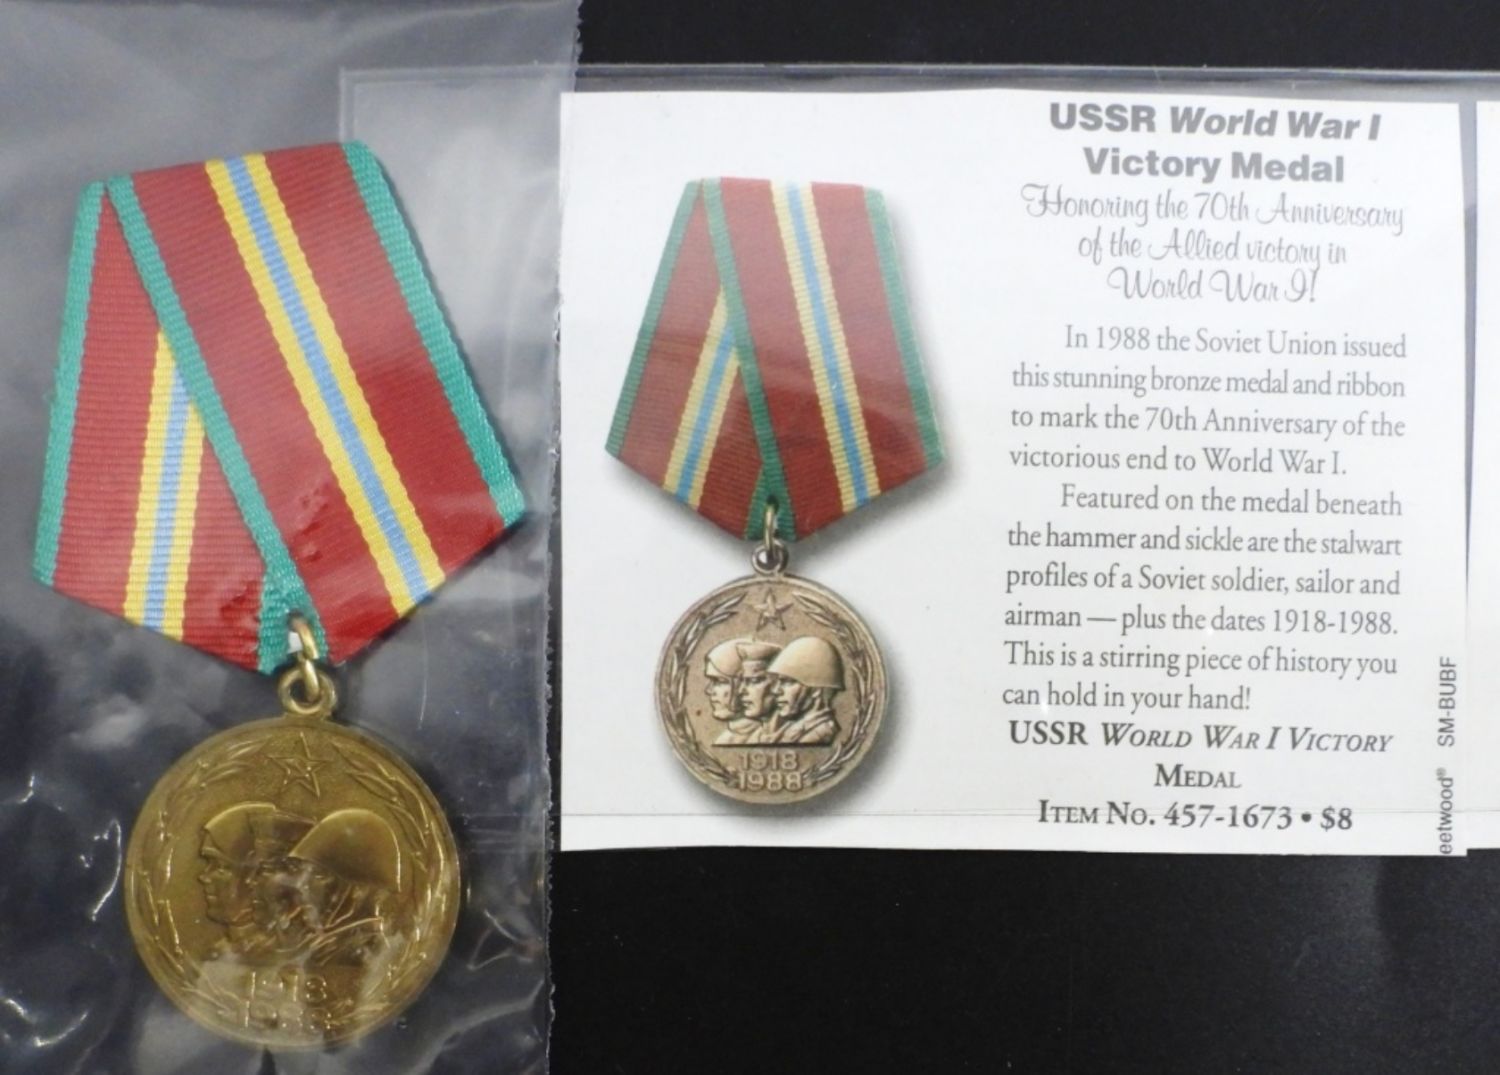 USSR World War I
Victory Medal
Honoring the 70th Anniversary
of the Allied victory in
World War I!
In 1988 the Soviet Union issued
this stunning bronze medal and ribbon
to mark the 70th Anniversary of the
victorious end to World War I.
Featured on the medal beneath
the hammer and sickle are the stalwart
profiles of a Soviet soldier, sailor and
airman — plus the dates 1918-1988.
This is a stirring piece of history you
can hold in your hand!
USSR WORLD WAR I VICTORY
MEDAL
ITEM NO. 457-1673 • $8
eetwood® SM-BUBF
1918
1988
1918
1988